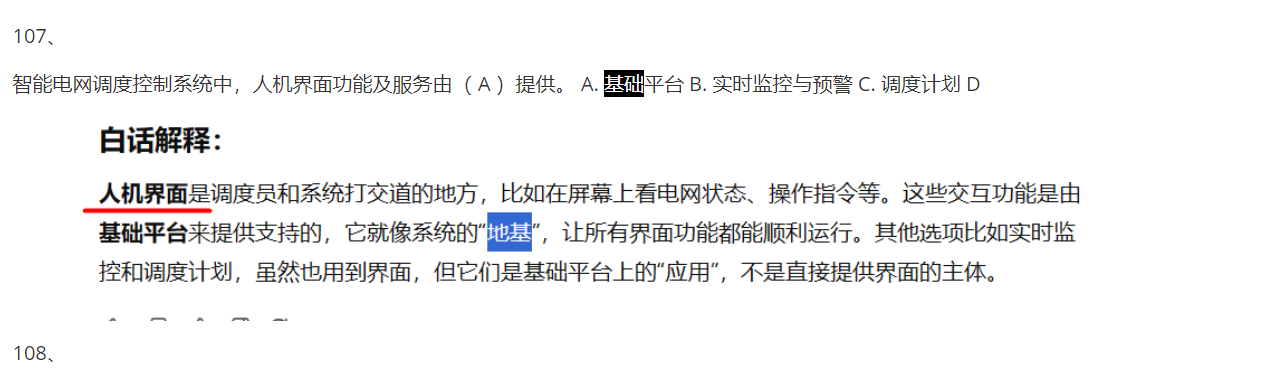 107、
智能电网调度控制系统中，人机界面功能及服务由（ A ）提供。 A. 基础平台 B. 实时监控与预警 C. 调度计划 D
白话解释：
人机界面是调度员和系统打交道的地方，比如在屏幕上看电网状态、操作指令等。这些交互功能是由
基础平台来提供支持的，它就像系统的“地基”，让所有界面功能都能顺利运行。其他选项比如实时监
控和调度计划，虽然也用到界面，但它们是基础平台上的“应用”，不是直接提供界面的主体。
108、